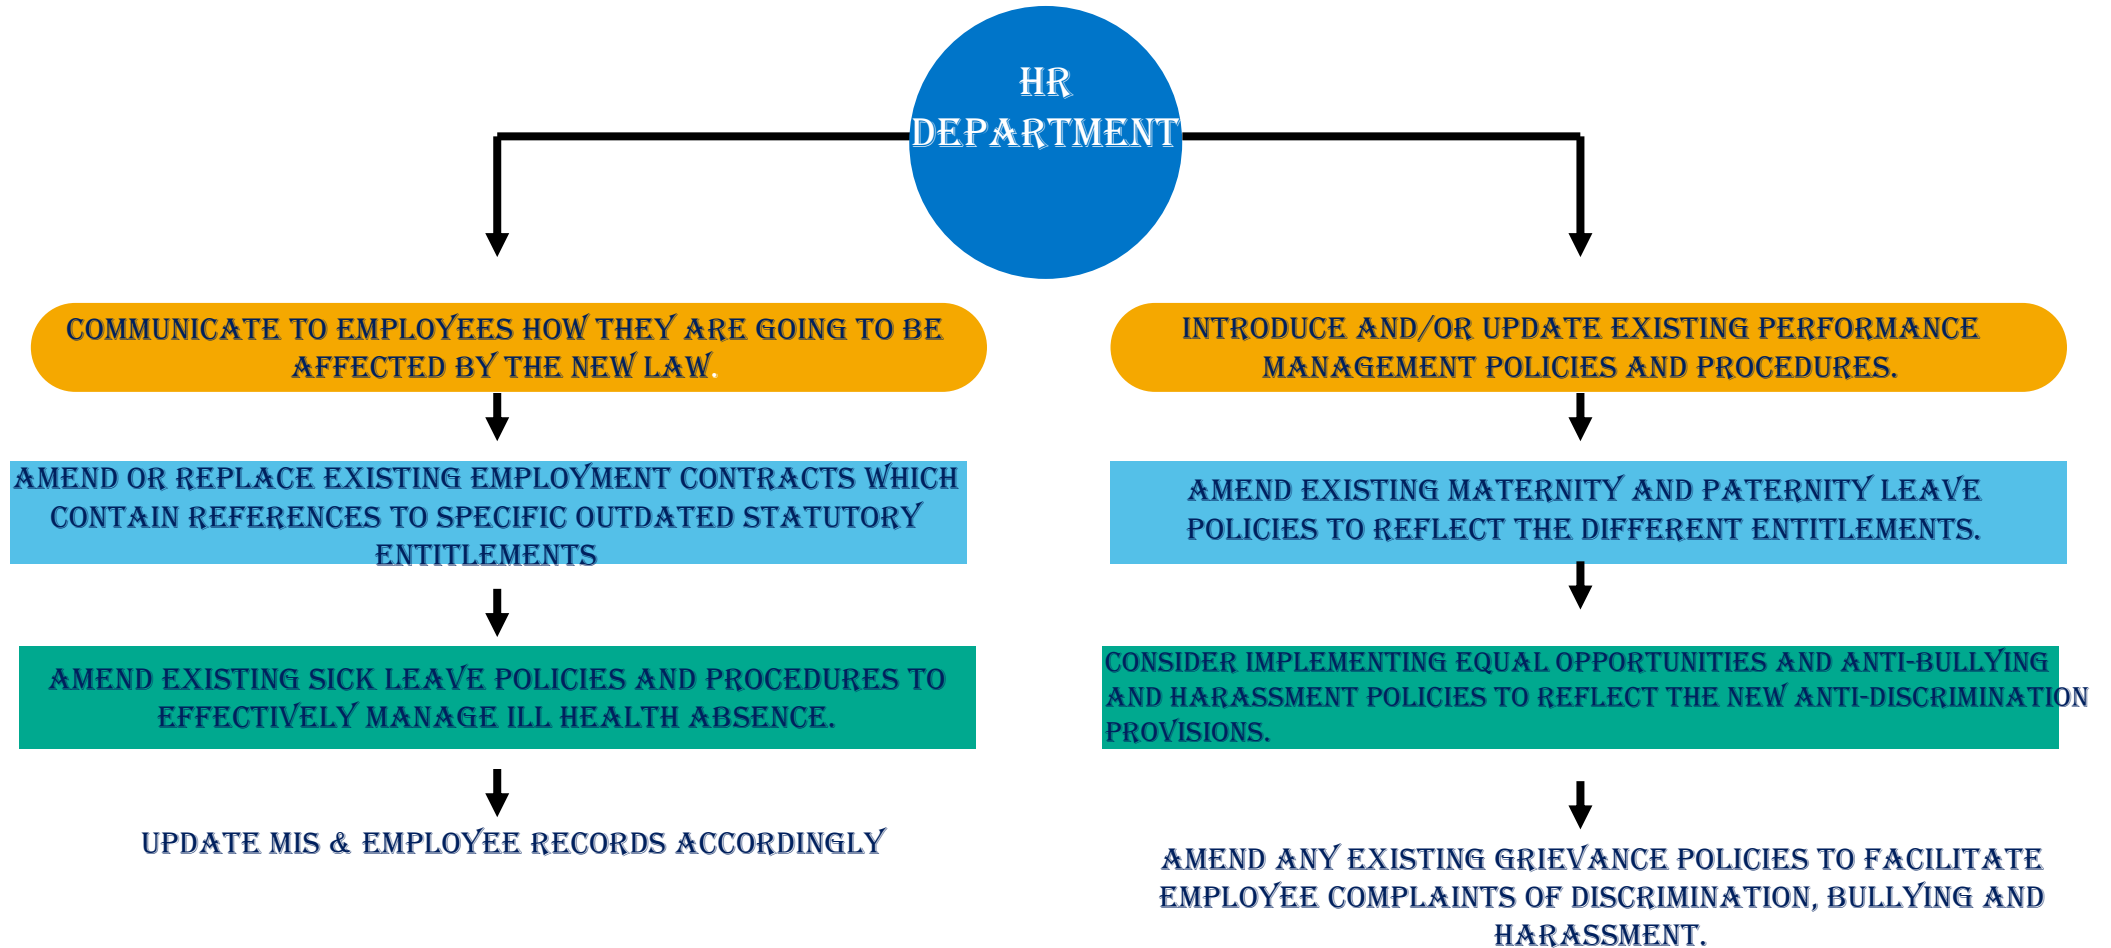 HR
DEPARTMENT
COMMUNICATE TO EMPLOYEES HOW THEY ARE GOING TO BE
AFFECTED BY THE NEW LAW.
AMEND OR REPLACE EXISTING EMPLOYMENT CONTRACTS WHICH
CONTAIN REFERENCES TO SPECIFIC OUTDATED STATUTORY
ENTITLEMENTS
AMEND EXISTING SICK LEAVE POLICIES AND PROCEDURES TO
EFFECTIVELY MANAGE ILL HEALTH ABSENCE.
UPDATE MIS & EMPLOYEE RECORDS ACCORDINGLY
INTRODUCE AND/OR UPDATE EXISTING PERFORMANCE
MANAGEMENT POLICIES AND PROCEDURES.
AMEND EXISTING MATERNITY AND PATERNITY LEAVE
POLICIES TO REFLECT THE DIFFERENT ENTITLEMENTS.
CONSIDER IMPLEMENTING EQUAL OPPORTUNITIES AND ANTI-BULLYING
AND HARASSMENT POLICIES TO REFLECT THE NEW ANTI-DISCRIMINATION
PROVISIONS.
AMEND ANY EXISTING GRIEVANCE POLICIES TO FACILITATE
EMPLOYEE COMPLAINTS OF DISCRIMINATION, BULLYING AND
HARASSMENT.